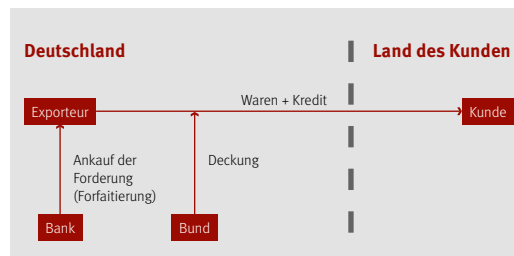 Deutschland
Land des Kunden
Waren + Kredit
Exporteur
Kunde
Ankauf der
Forderung
(Forfaitierung)
Deckung
Bank
Bund